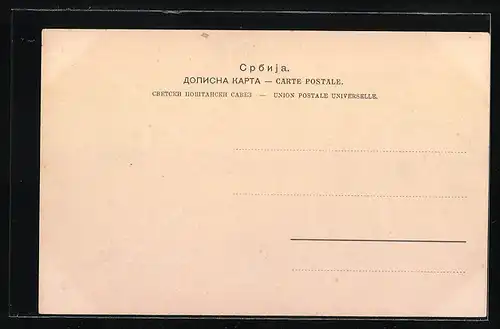 Србија.
ДОПИСНА КАРТА — CARTE POSTALE.
СВЕТСКИ ПОШТАНСКИ САВЕЗ — UNION POSTALE UNIVERSELLE.